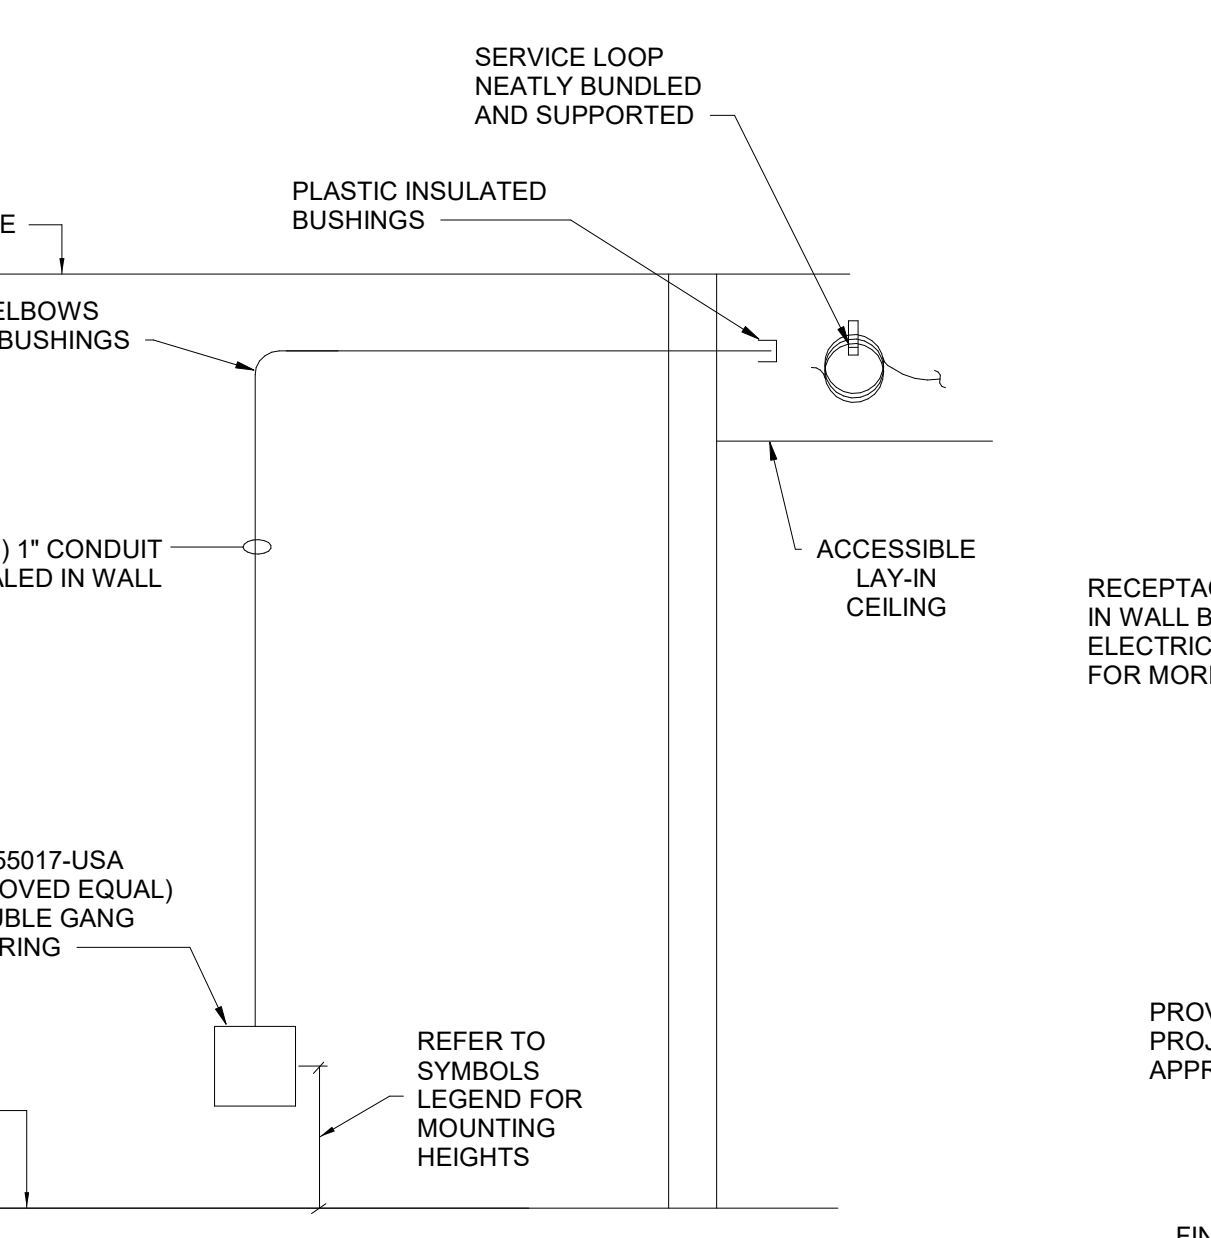 SERVICE LOOP
NEATLY BUNDLED
AND SUPPORTED
PLASTIC INSULATED
BUSHINGS
E
ELBOWS
BUSHINGS
) 1" CONDUIT
ALED IN WALL
ACCESSIBLE
LAY-IN
CEILING
RECEPTAC
IN WALL B
ELECTRIC
FOR MOR
55017-USA
OVED EQUAL)
UBLE GANG
RING
REFER TO
SYMBOLS
LEGEND FOR
MOUNTING
HEIGHTS
PROV
PROJ
APPR
FIN